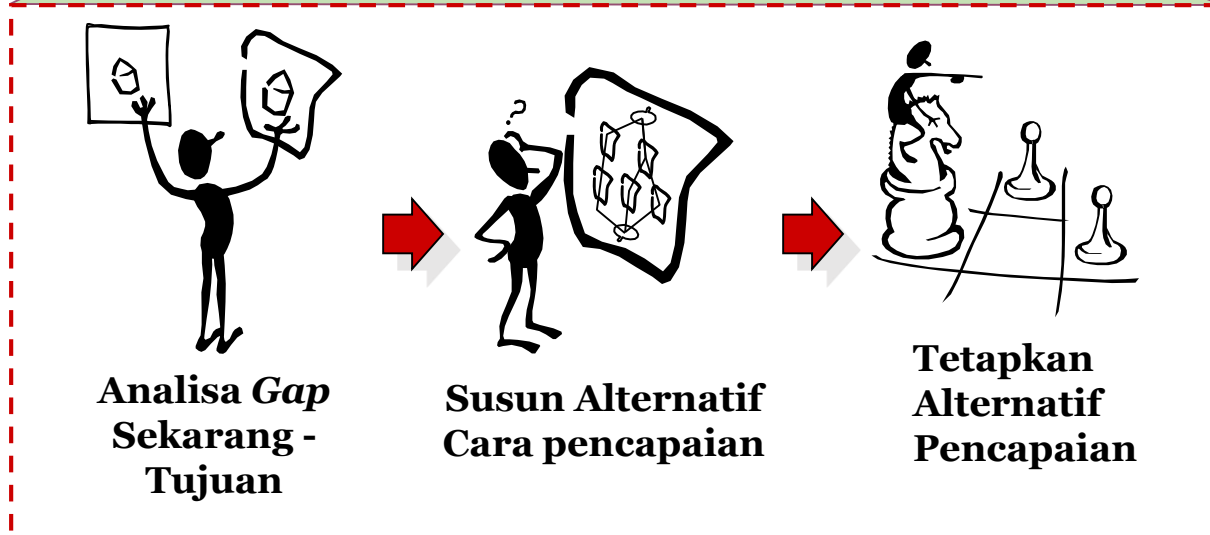 ?
Analisa Gap
Sekarang -
Tujuan
Susun Alternatif
Cara pencapaian
Tetapkan
Alternatif
Pencapaian